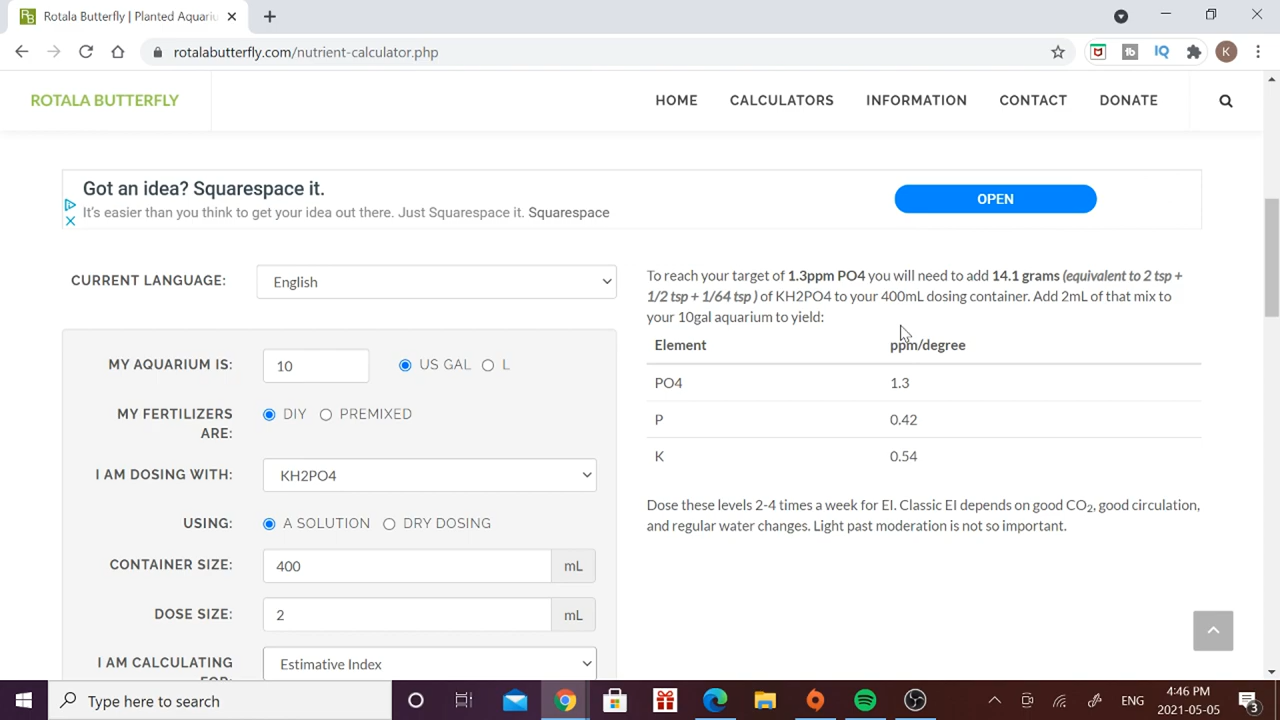 Rotala Butterfly | Planted Aquariu
rotalabutterfly.com/nutrient-calculator.php
K
ROTALA BUTTERFLY
HOME
CALCULATORS
INFORMATION
CONTACT
DONATE
Got an idea? Squarespace it.
It's easier than you think to get your idea out there. Just Squarespace it. Squarespace
OPEN
CURRENT LANGUAGE:
English
MY AQUARIUM IS:
10
US GAL
L
MY FERTILIZERS
ARE:
DIY
PREMIXED
I AM DOSING WITH:
KH2PO4
USING:
A SOLUTION
DRY DOSING
CONTAINER SIZE:
400
mL
DOSE SIZE:
2
mL
I AM CALCULATING
FOR:
Estimative Index
To reach your target of 1.3ppm PO4 you will need to add 14.1 grams (equivalent to 2 tsp +
1/2 tsp + 1/64 tsp ) of KH2PO4 to your 400mL dosing container. Add 2mL of that mix to
your 10gal aquarium to yield:
Element ppm/degree
PO4 1.3
P 0.42
K 0.54
Dose these levels 2-4 times a week for EI. Classic EI depends on good CO2, good circulation,
and regular water changes. Light past moderation is not so important.
Type here to search
ENG
4:46 PM
2021-05-05
3